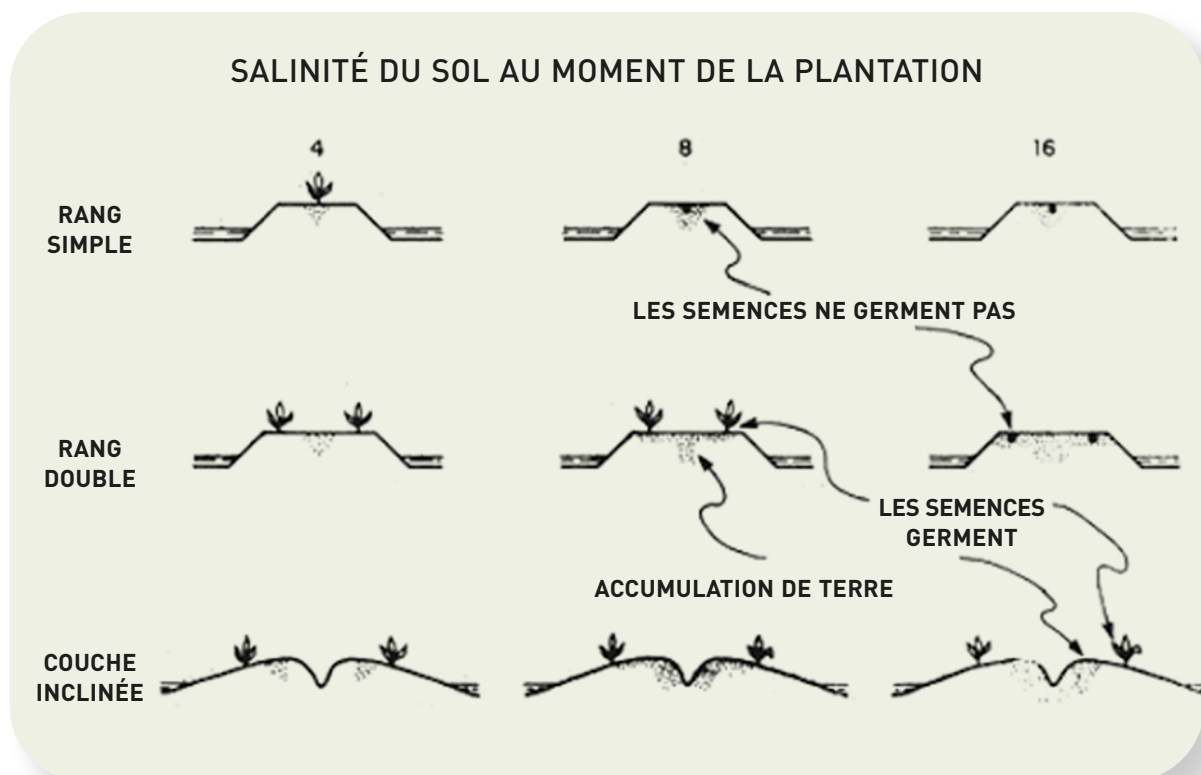 SALINITÉ DU SOL AU MOMENT DE LA PLANTATION
4
8
16
RANG
SIMPLE
LES SEMENCES NE GERMENT PAS
RANG
DOUBLE
LES SEMENCES
GERMENT
ACCUMULATION DE TERRE
COUCHE
INCLINÉE